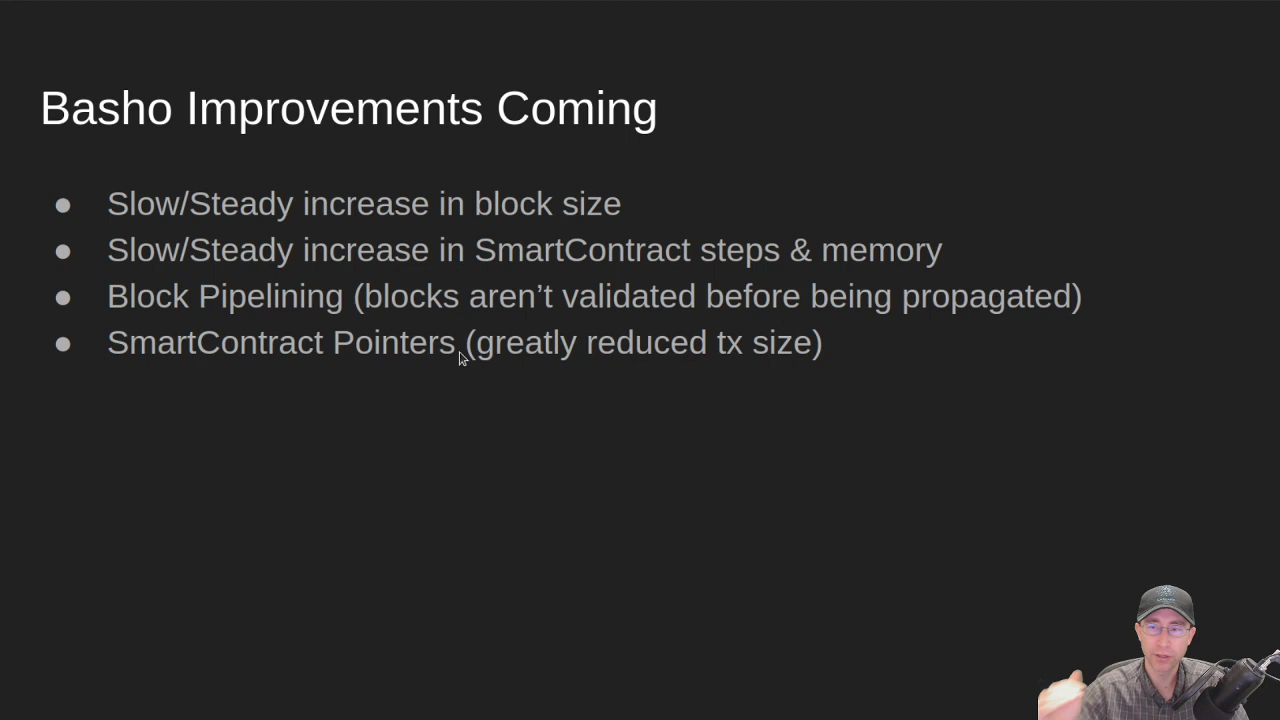 Basho Improvements Coming
● Slow/Steady increase in block size
● Slow/Steady increase in SmartContract steps & memory
● Block Pipelining (blocks aren’t validated before being propagated)
● SmartContract Pointers (greatly reduced tx size)